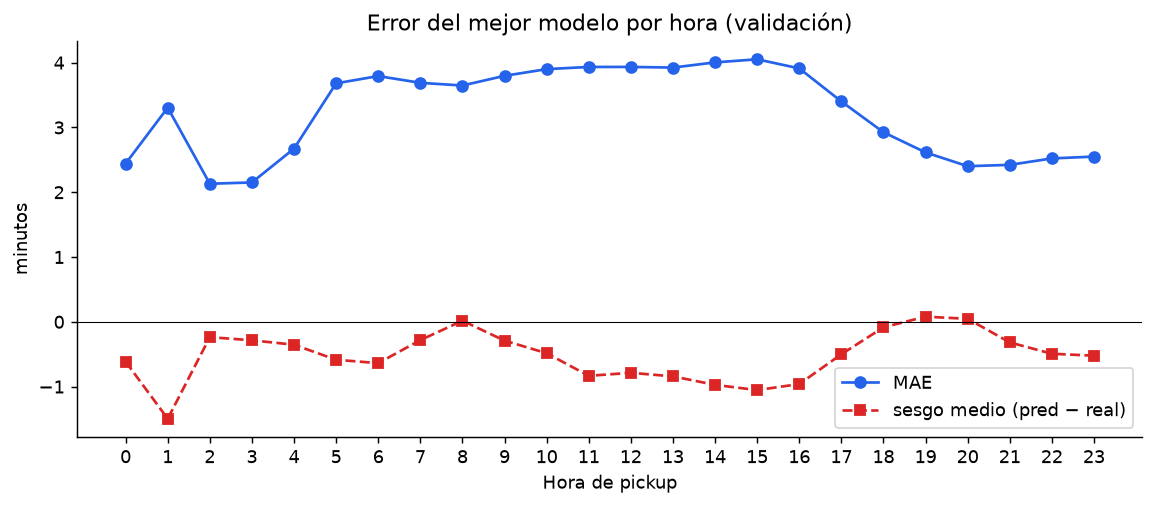 Error del mejor modelo por hora (validación)
minutos
4
3
2
1
0
−1
MAE
sesgo medio (pred − real)
0 1 2 3 4 5 6 7 8 9 10 11 12 13 14 15 16 17 18 19 20 21 22 23
Hora de pickup